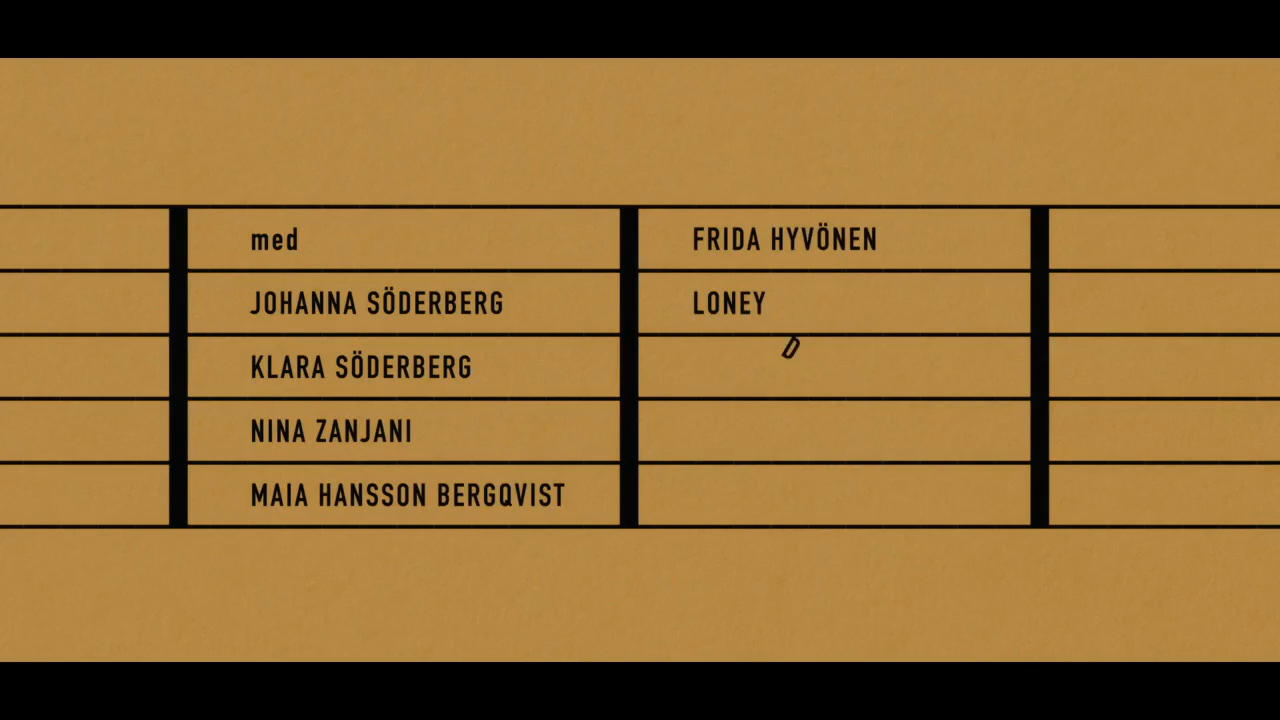 med
JOHANNA SÖDERBERG
KLARA SÖDERBERG
NINA ZANJANI
MAIA HANSSON BERGQVIST
FRIDA HYVÖNEN
LONEY
D